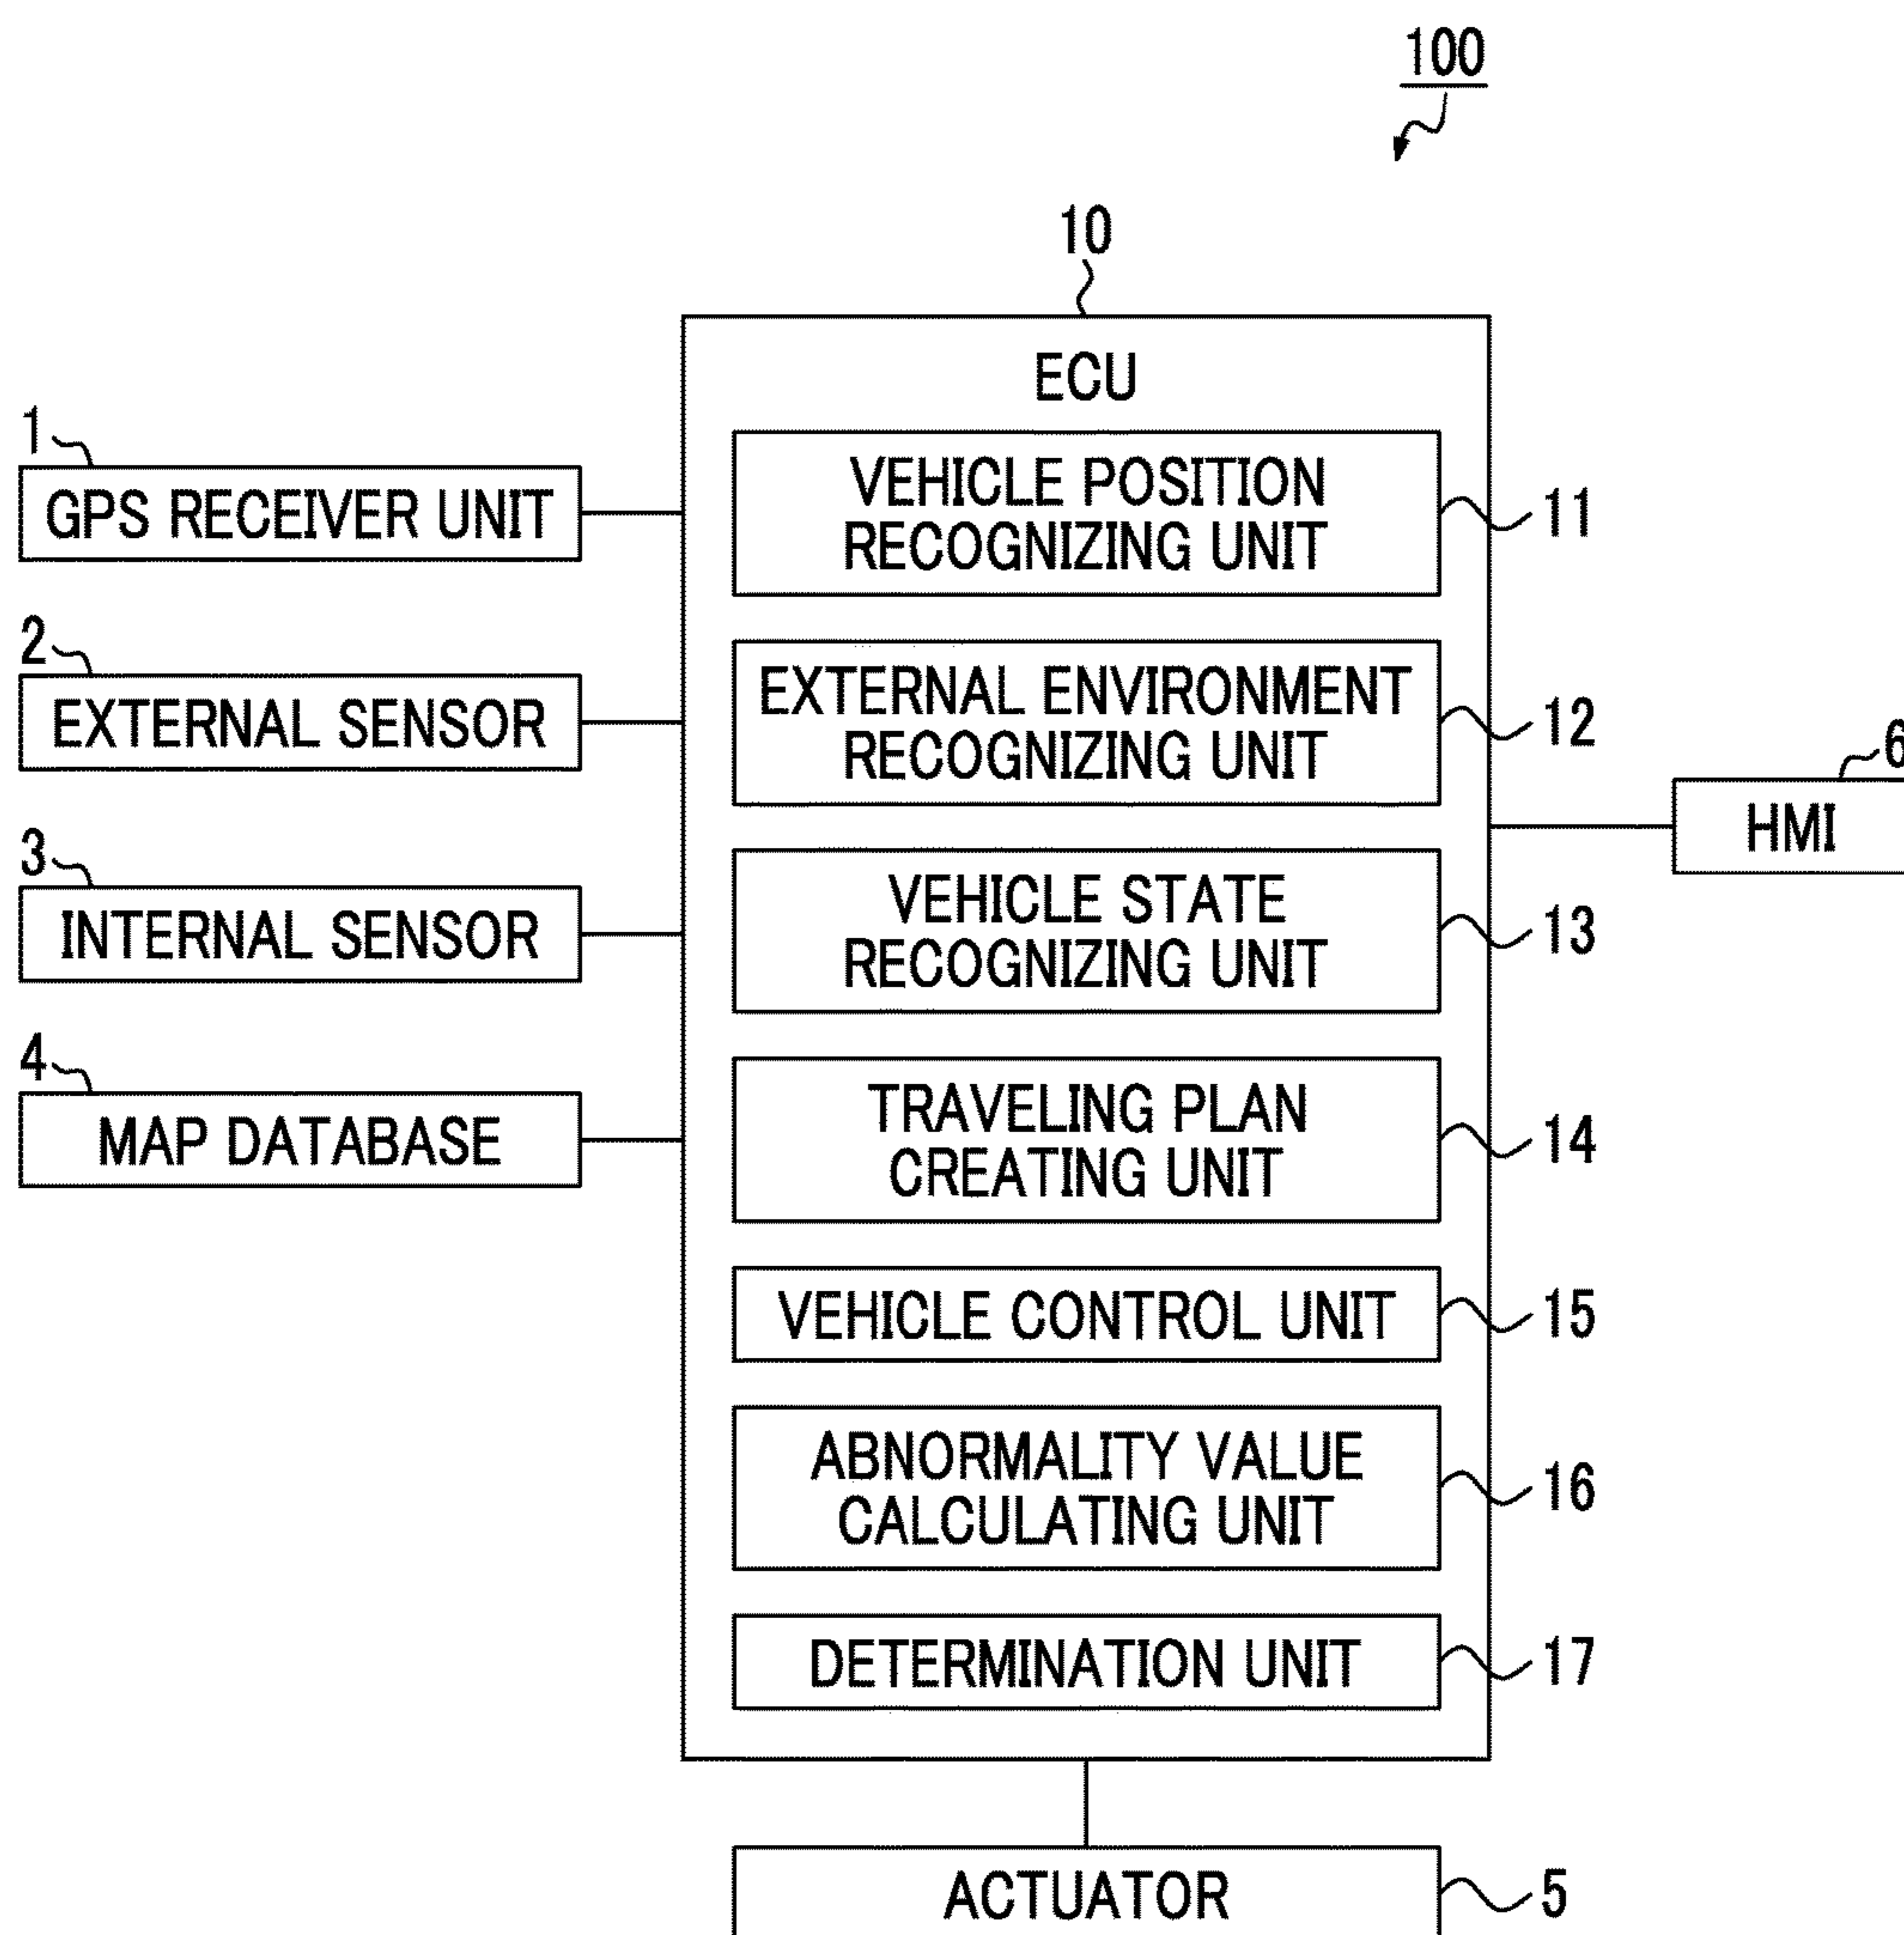 100
10
ECU
1
GPS RECEIVER UNIT
2
EXTERNAL SENSOR
3
INTERNAL SENSOR
4
MAP DATABASE
VEHICLE POSITION
RECOGNIZING UNIT
11
EXTERNAL ENVIRONMENT
RECOGNIZING UNIT
12
VEHICLE STATE
RECOGNIZING UNIT
13
TRAVELING PLAN
CREATING UNIT
14
VEHICLE CONTROL UNIT
15
ABNORMALITY VALUE
CALCULATING UNIT
16
DETERMINATION UNIT
17
6
HMI
ACTUATOR
5